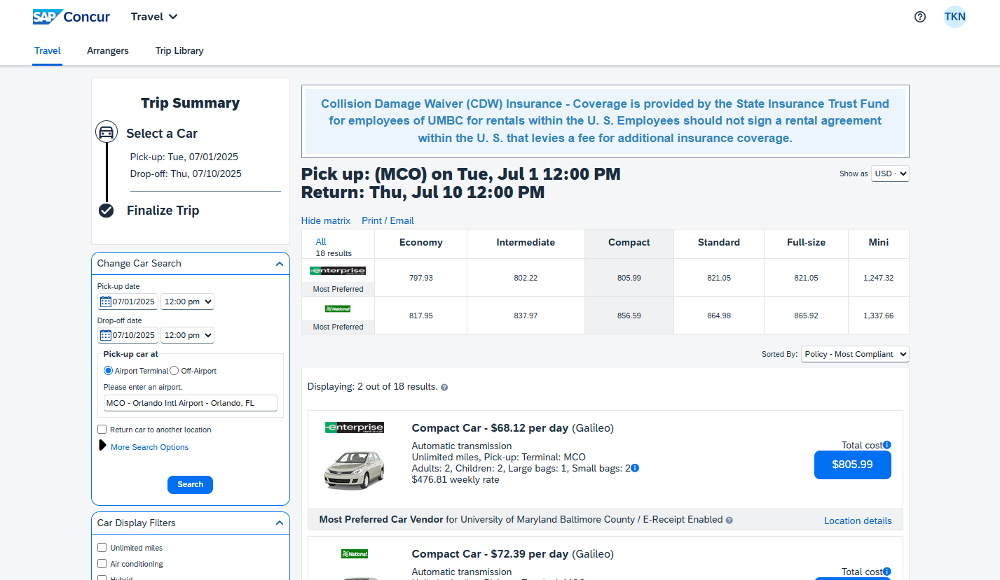 SAP Concur Travel
TKN
Travel Arrangers Trip Library
Trip Summary
Select a Car
Pick-up: Tue, 07/01/2025
Drop-off: Thu, 07/10/2025
Finalize Trip
Change Car Search
Pick-up date
07/01/2025 12:00 pm
Drop-off date
07/10/2025 12:00 pm
Pick-up car at
Airport Terminal Off-Airport
Please enter an airport.
MCO - Orlando Intl Airport - Orlando, FL
Return car to another location
More Search Options
Search
Car Display Filters
Unlimited miles
Air conditioning
Hybrid
Collision Damage Waiver (CDW) Insurance - Coverage is provided by the State Insurance Trust Fund
for employees of UMBC for rentals within the U. S. Employees should not sign a rental agreement
within the U. S. that levies a fee for additional insurance coverage.
Pick up: (MCO) on Tue, Jul 1 12:00 PM
Return: Thu, Jul 10 12:00 PM
Show as USD -
Hide matrix Print / Email
All
18 results
Economy Intermediate Compact Standard Full-size Mini
enterprise
Most Preferred
797.93 802.22 805.99 821.05 821.05 1,247.32
National
Most Preferred
817.95 837.97 856.59 864.98 865.92 1,337.66
Sorted By: Policy - Most Compliant
Displaying: 2 out of 18 results.
enterprise
rent-a-car
Compact Car - $68.12 per day (Galileo)
Automatic transmission
Unlimited miles, Pick-up: Terminal: MCO
Adults: 2, Children: 2, Large bags: 1, Small bags: 2
$476.81 weekly rate
Total cost
$805.99
Most Preferred Car Vendor for University of Maryland Baltimore County / E-Receipt Enabled
Location details
National
Compact Car - $72.39 per day (Galileo)
Automatic transmission
Total cost